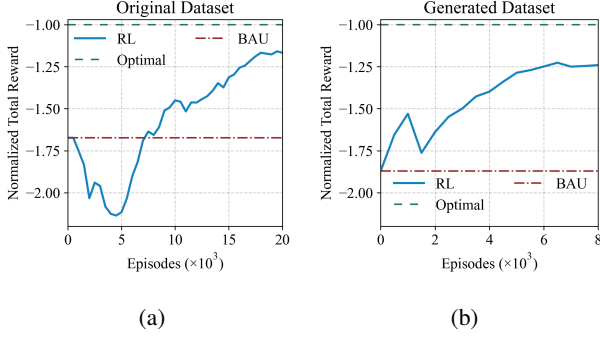 Original Dataset
Normalized Total Reward
−1.00
−1.25
−1.50
−1.75
−2.00
RL
BAU
Optimal
0
5
10
15
20
Episodes (×10³)
(a)
Generated Dataset
Normalized Total Reward
−1.00
−1.25
−1.50
−1.75
−2.00
RL
BAU
Optimal
0
2
4
6
8
Episodes (×10³)
(b)